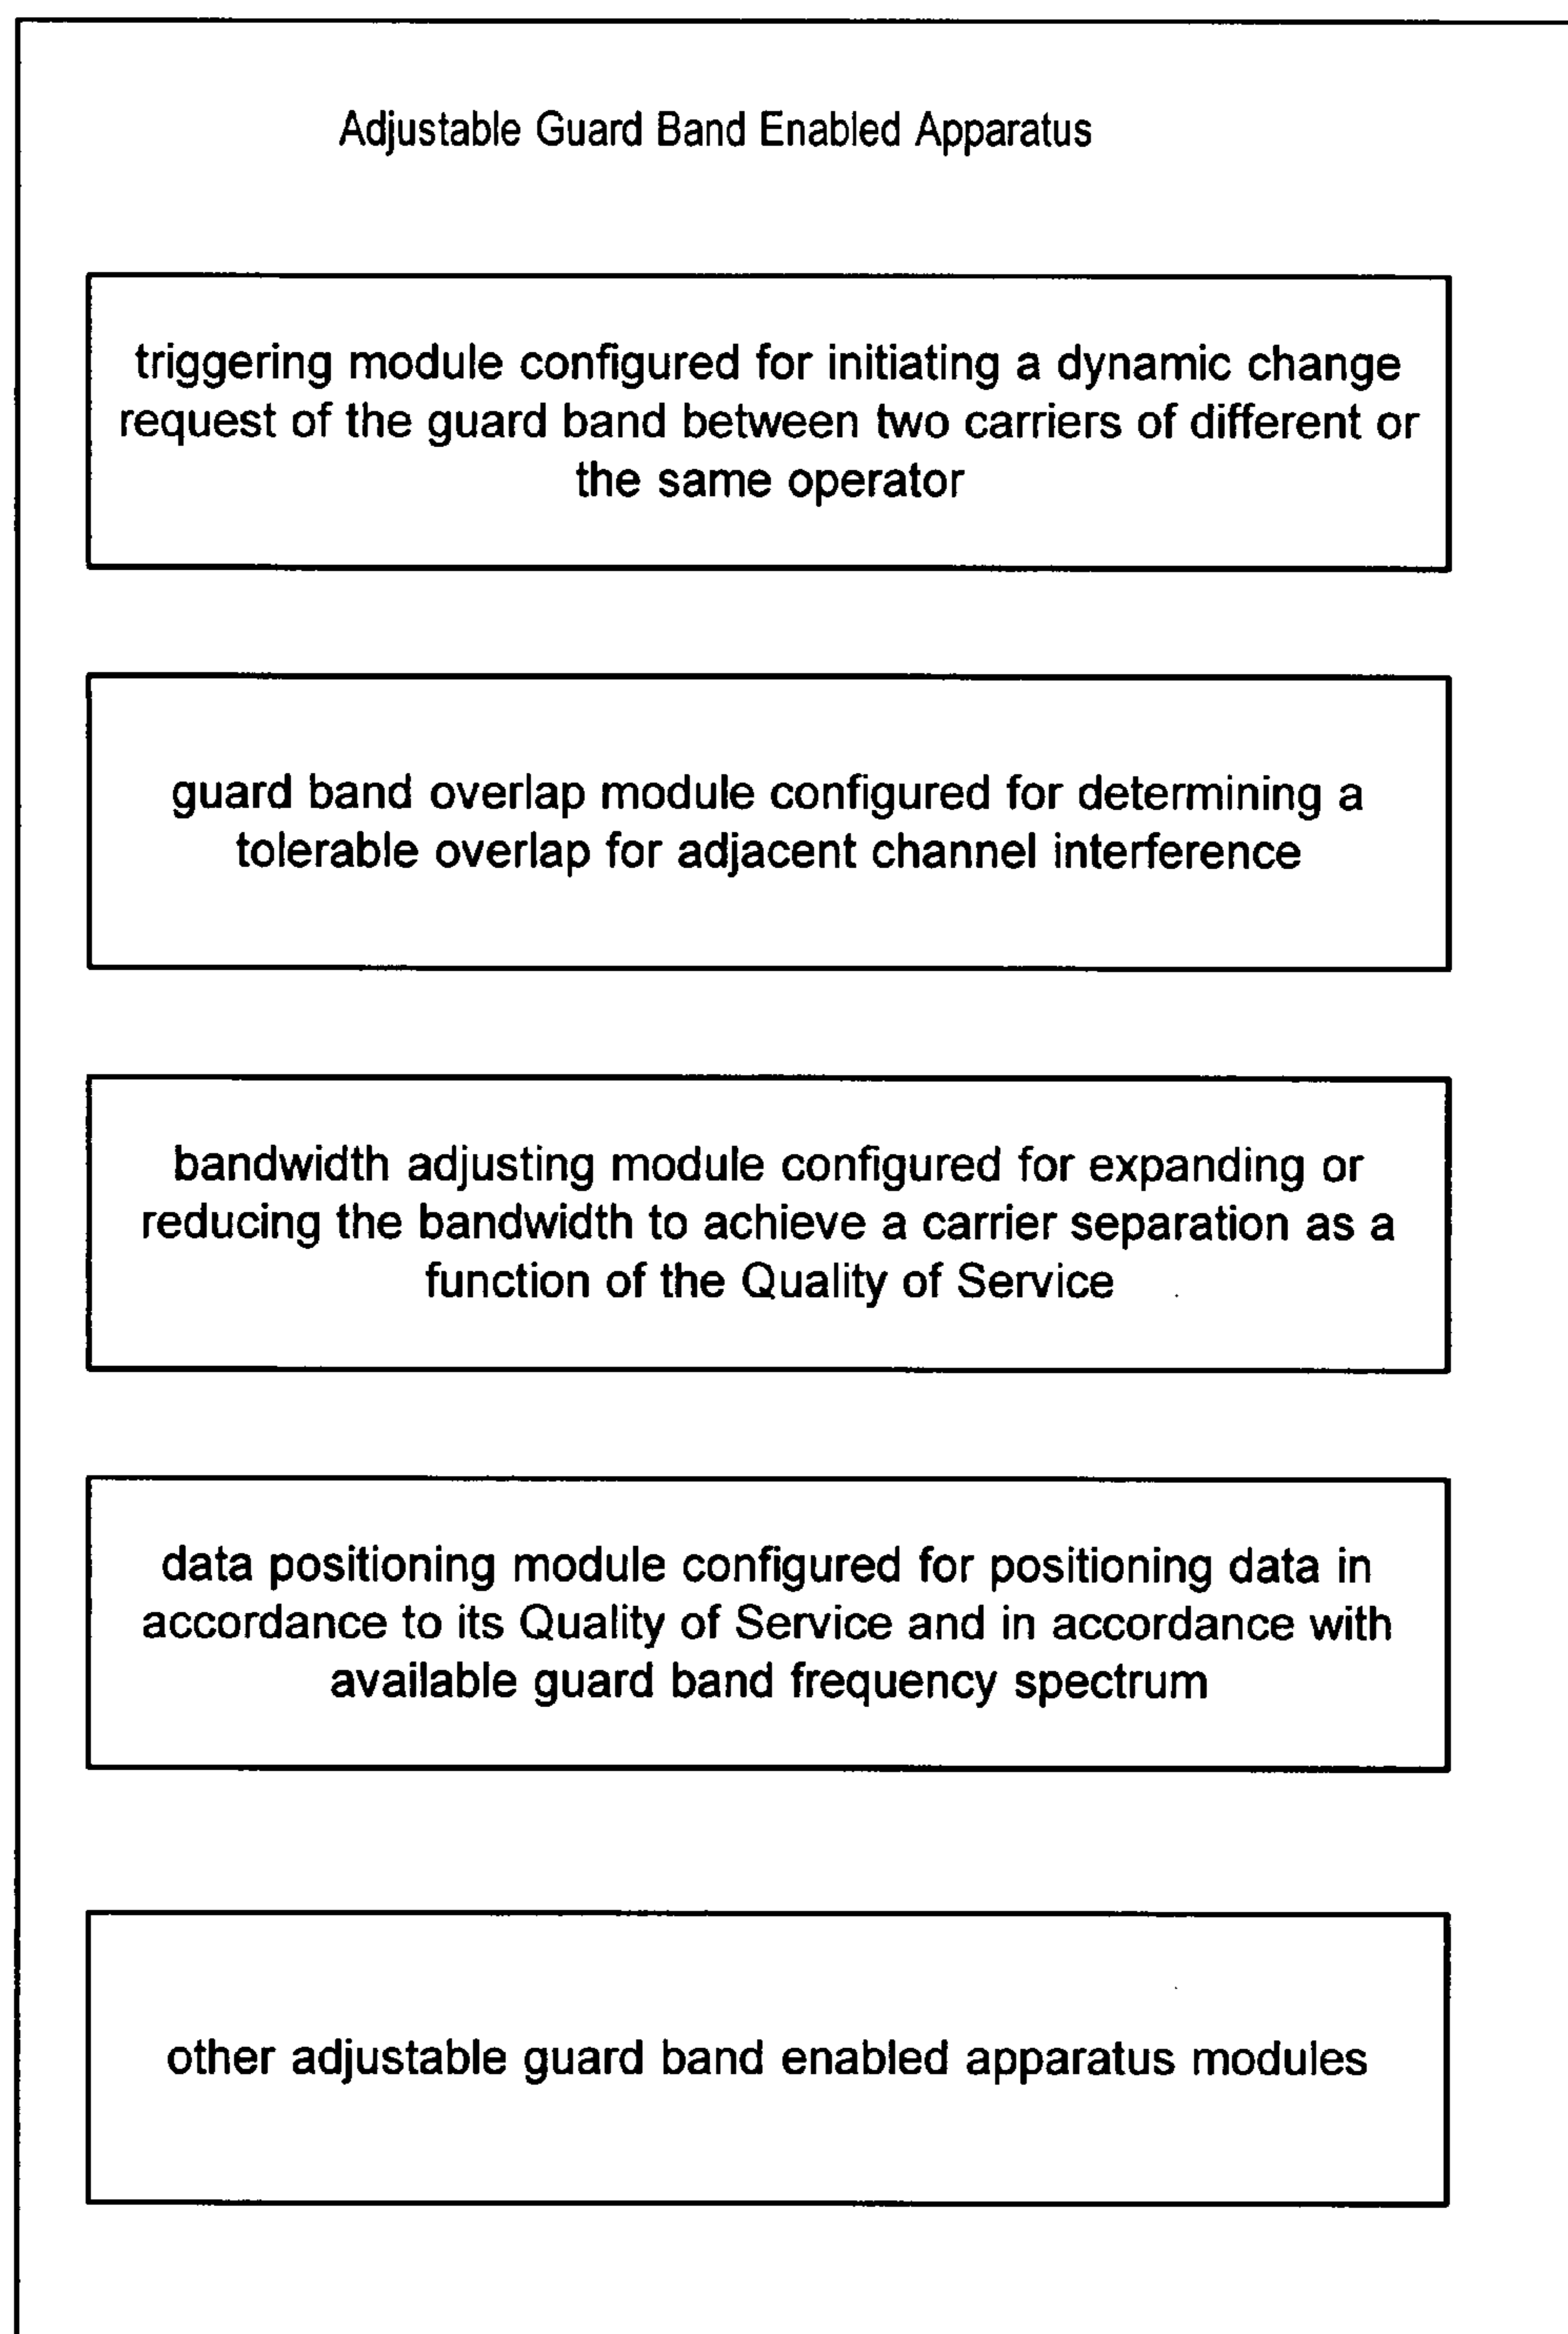 Adjustable Guard Band Enabled Apparatus
triggering module configured for initiating a dynamic change
request of the guard band between two carriers of different or
the same operator
guard band overlap module configured for determining a
tolerable overlap for adjacent channel interference
bandwidth adjusting module configured for expanding or
reducing the bandwidth to achieve a carrier separation as a
function of the Quality of Service
data positioning module configured for positioning data in
accordance to its Quality of Service and in accordance with
available guard band frequency spectrum
other adjustable guard band enabled apparatus modules